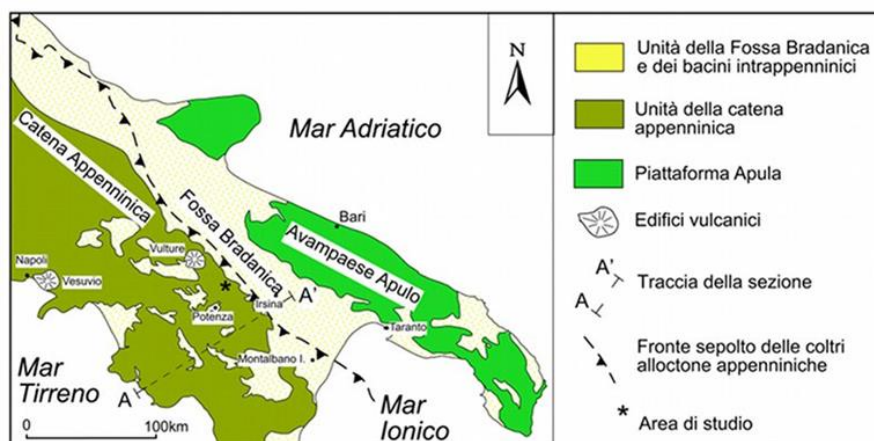 N
Mar Adriatico
Catena Appenninica
Fossa Bradanica
Bari
Avampaese Apulo
Vulture
Napoli
Vesuvio
A'
Irsina
Potenza
Taranto
Montalbano I.
Mar
Tirreno
A
Mar
Ionico
0
100km
Unità della Fossa Bradanica
e dei bacini intrappenninici
Unità della catena
appenninica
Piattaforma Apula
Edifici vulcanici
A'
A
Traccia della sezione
Fronte sepolto delle coltri
alloctone appenniniche
* Area di studio